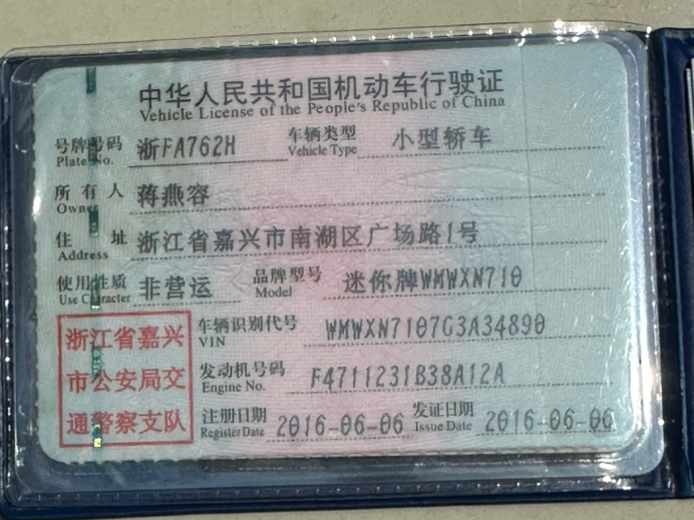 中华人民共和国机动车行驶证
Vehicle License of the People's Republic of China
号牌号码 浙FA762H 车辆类型 小型轿车
Plate No. Vehicle Type
所有人 蒋燕容
Owner
住址 浙江省嘉兴市南湖区广场路1号
Address
使用性质 非营运 品牌型号 迷你牌WMWXN710
Use Character Model
浙江省嘉兴
市公安局交
通警察支队
车辆识别代号 WMWXN7107G3A34890
VIN
发动机号码 F4711231B38A12A
Engine No.
注册日期 2016-06-06 发证日期 2016-06-06
Register Date Issue Date